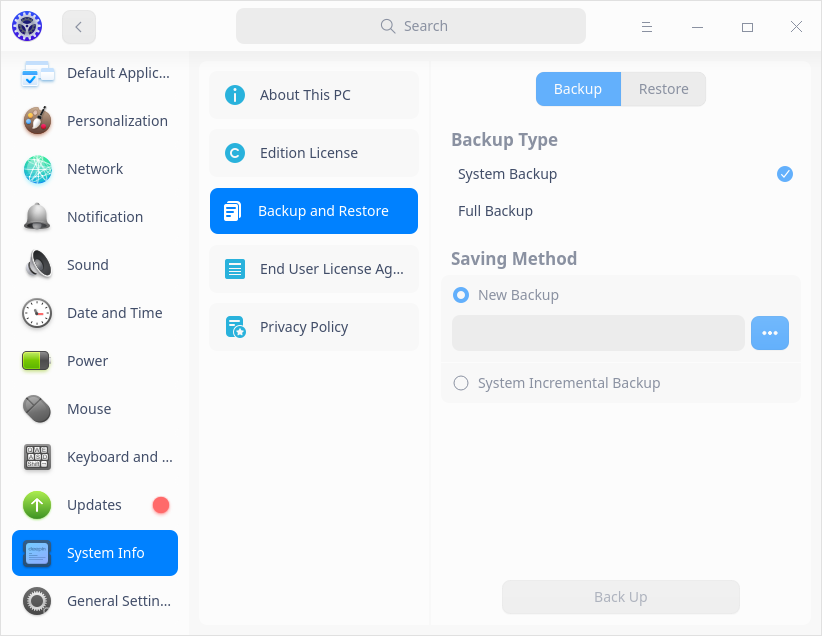 Search
Default Applic...
Personalization
Network
Notification
Sound
Date and Time
Power
Mouse
Keyboard and ...
Updates
System Info
General Settin...
About This PC
Edition License
Backup and Restore
End User License Ag...
Privacy Policy
Backup Restore
Backup Type
System Backup
Full Backup
Saving Method
New Backup
...
System Incremental Backup
Back Up